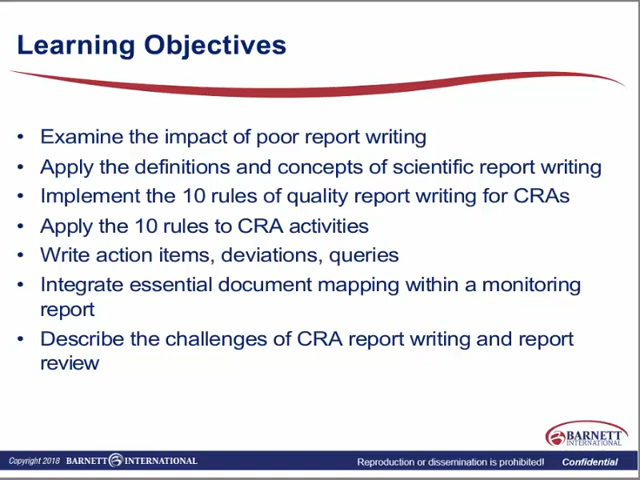 Learning Objectives
• Examine the impact of poor report writing
• Apply the definitions and concepts of scientific report writing
• Implement the 10 rules of quality report writing for CRAs
• Apply the 10 rules to CRA activities
• Write action items, deviations, queries
• Integrate essential document mapping within a monitoring
report
• Describe the challenges of CRA report writing and report
review
BARNETT
INTERNATIONAL
Copyright 2018 BARNETT INTERNATIONAL Reproduction or dissemination is prohibited! Confidential